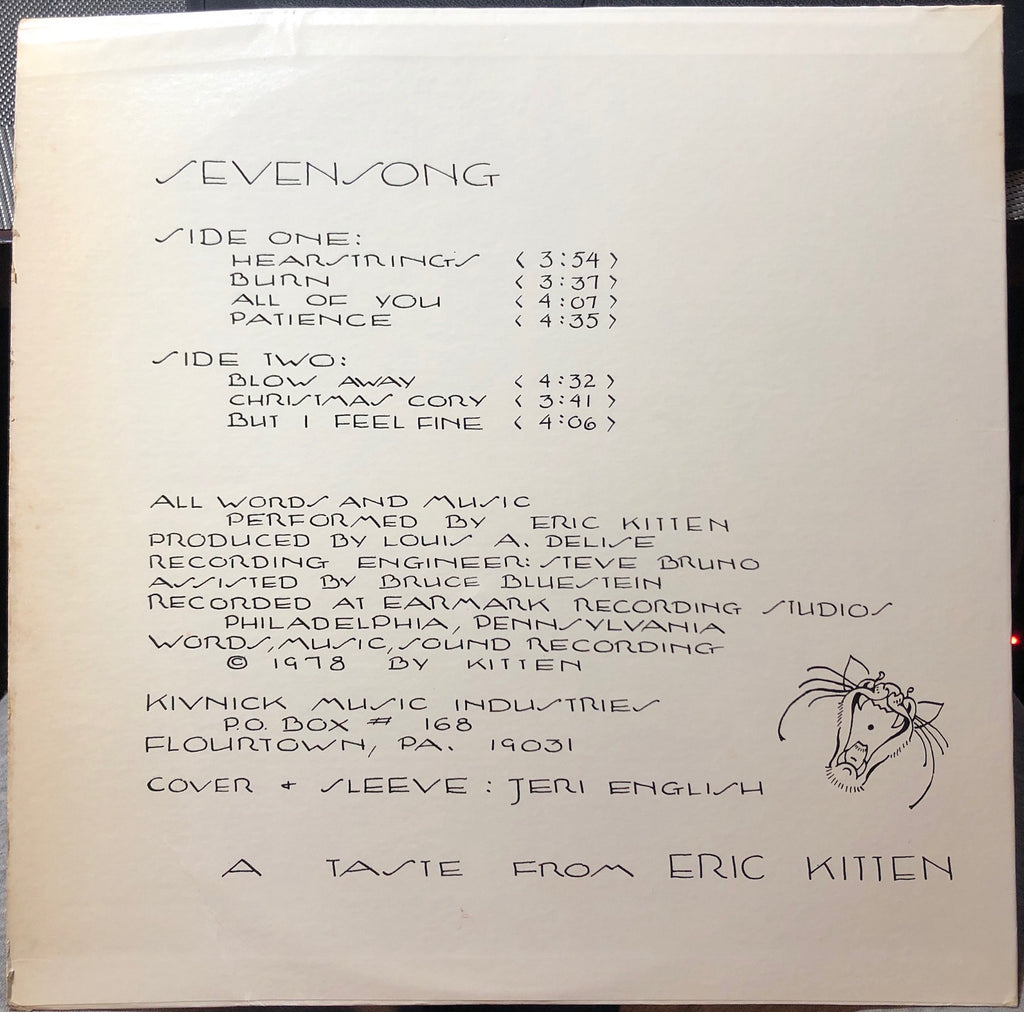 SEVENSONG
SIDE ONE:
HEARSTRINGS < 3:54 >
BURN < 3:37 >
ALL OF YOU < 4:07 >
PATIENCE < 4:35 >
SIDE TWO:
BLOW AWAY < 4:32 >
CHRISTMAS CORY < 3:41 >
BUT I FEEL FINE < 4:06 >
ALL WORDS AND MUSIC
PERFORMED BY ERIC KITTEN
PRODUCED BY LOUIS A. DELISE
RECORDING ENGINEER: STEVE BRUNO
ASSISTED BY BRUCE BLUESTEIN
RECORDED AT EARMARK RECORDING STUDIOS
PHILADELPHIA, PENNSYLVANIA
WORDS, MUSIC, SOUND RECORDING
© 1978 BY KITTEN
KIVNICK MUSIC INDUSTRIES
P.O. BOX # 168
FLOURTOWN, PA. 19031
COVER + SLEEVE : JERI ENGLISH
A TASTE FROM ERIC KITTEN